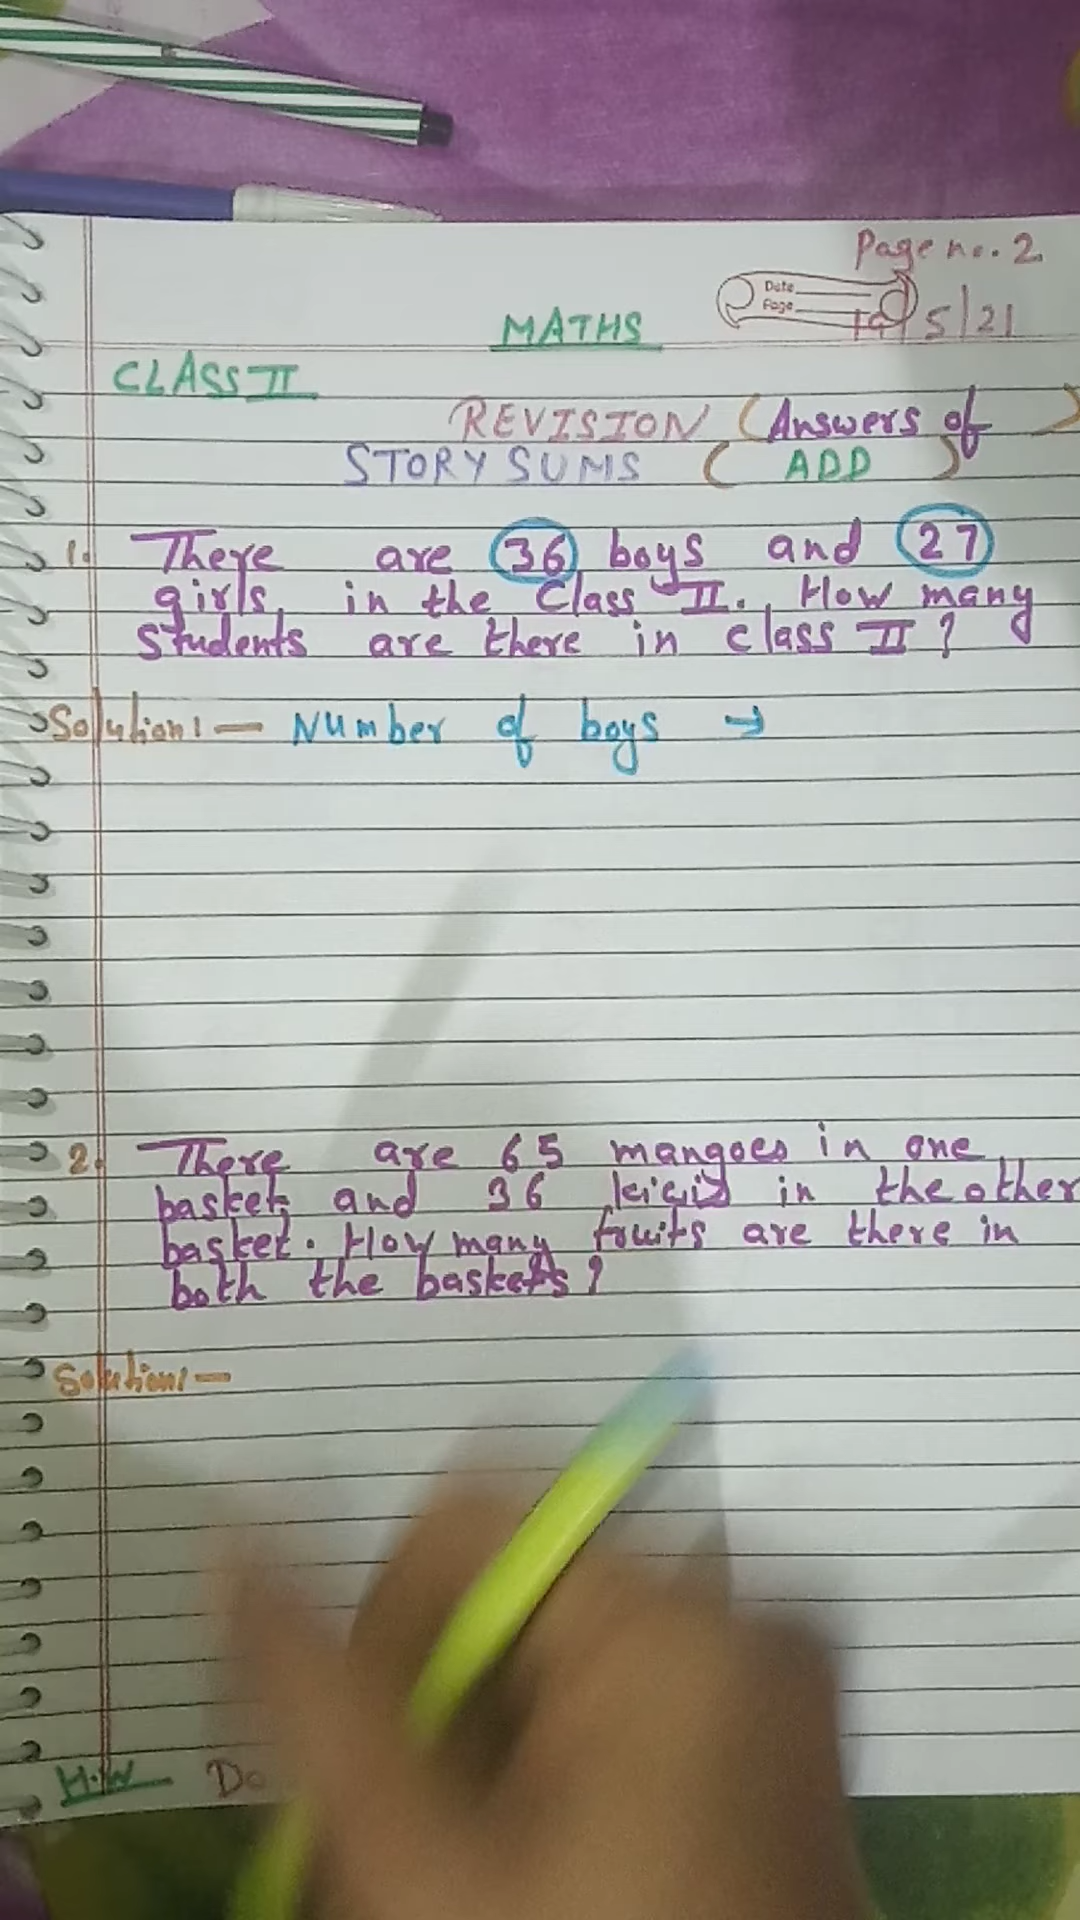 Page no. 2
Date
Page
19/5/21
MATHS
CLASS II
REVISION (Answers of)
STORY SUMS ( ADD )
1. There are 36 boys and 27
girls, in the Class II. How many
students are there in class II?
Solution:— Number of boys →
2. There are 65 mangoes in one
basket and 36 kiwis in the other
basket. How many fruits are there in
both the baskets?
Solution:—
H.W Do